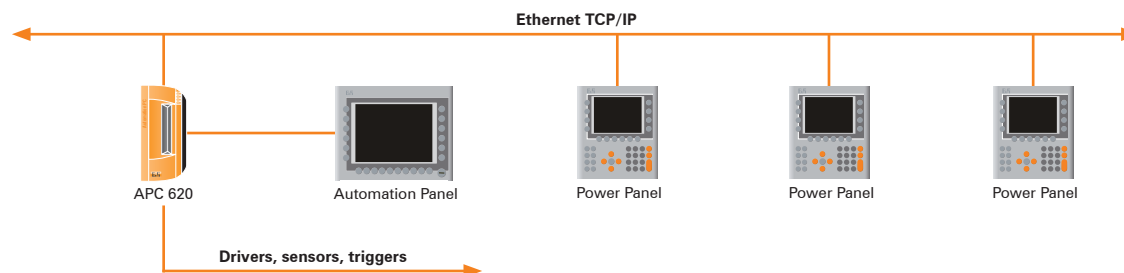 Ethernet TCP/IP
APC 620
Automation Panel
Power Panel
Power Panel
Power Panel
Drivers, sensors, triggers